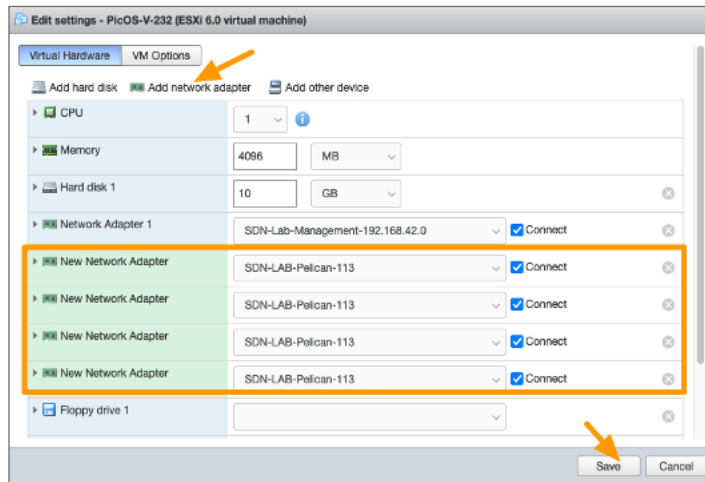 Edit settings - PicOS-V-232 (ESXi 6.0 virtual machine)
Virtual Hardware VM Options
Add hard disk Add network adapter Add other device
CPU 1
Memory 4096 MB
Hard disk 1 10 GB
Network Adapter 1 SDN-Lab-Management-192.168.42.0 Connect
New Network Adapter SDN-LAB-Pelican-113 Connect
New Network Adapter SDN-LAB-Pelican-113 Connect
New Network Adapter SDN-LAB-Pelican-113 Connect
New Network Adapter SDN-LAB-Pelican-113 Connect
Floppy drive 1
Save Cancel